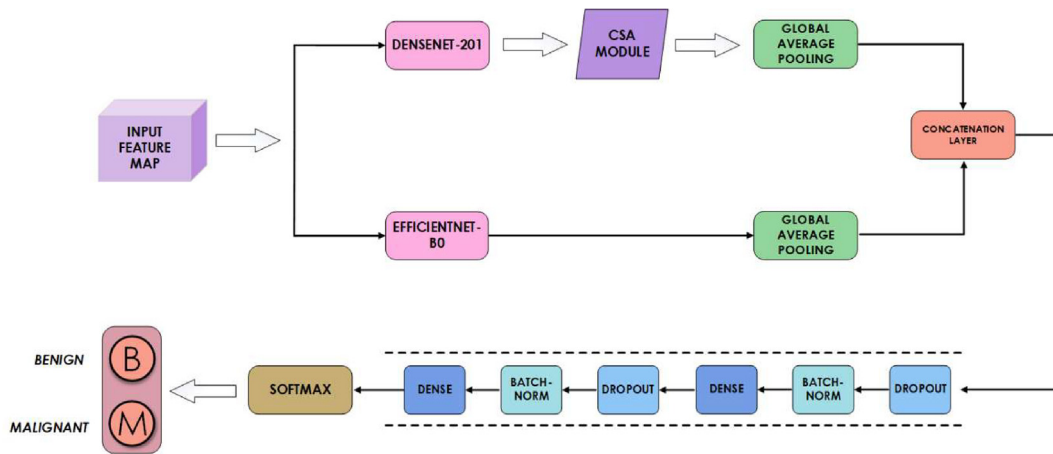 INPUT
FEATURE
MAP
DENSENET-201
CSA
MODULE
GLOBAL
AVERAGE
POOLING
CONCATENATION
LAYER
EFFICIENTNET-
B0
GLOBAL
AVERAGE
POOLING
BENIGN
B
MALIGNANT
M
SOFTMAX
DENSE
BATCH-
NORM
DROPOUT
DENSE
BATCH-
NORM
DROPOUT